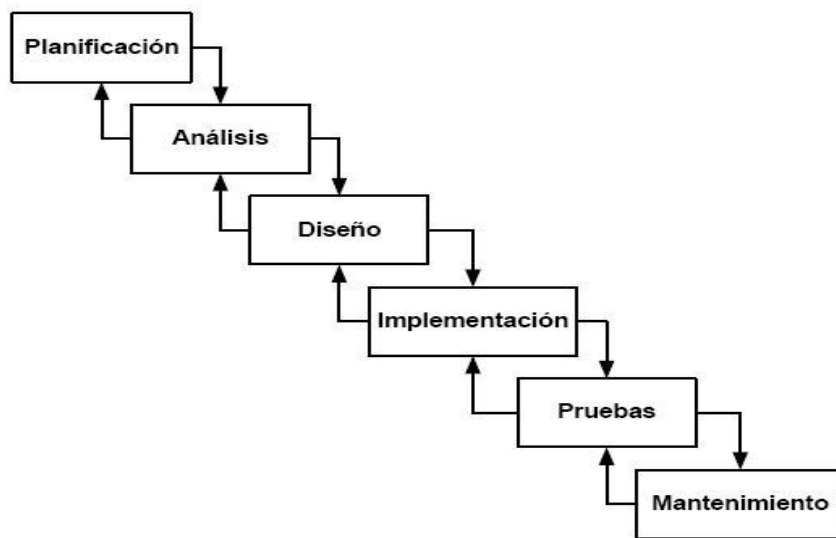 Planificación
Análisis
Diseño
Implementación
Pruebas
Mantenimiento